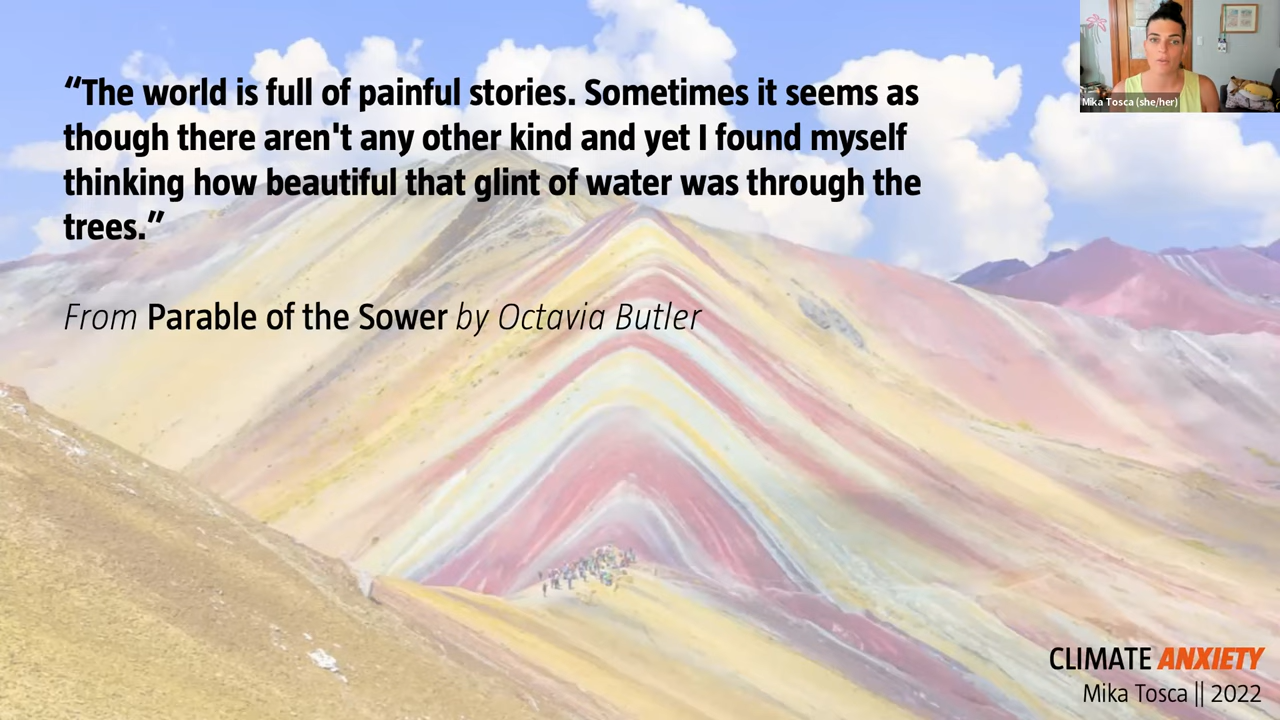 “The world is full of painful stories. Sometimes it seems as
though there aren't any other kind and yet I found myself
thinking how beautiful that glint of water was through the
trees.”
From Parable of the Sower by Octavia Butler
Mika Tosca (she/her)
CLIMATE ANXIETY
Mika Tosca || 2022